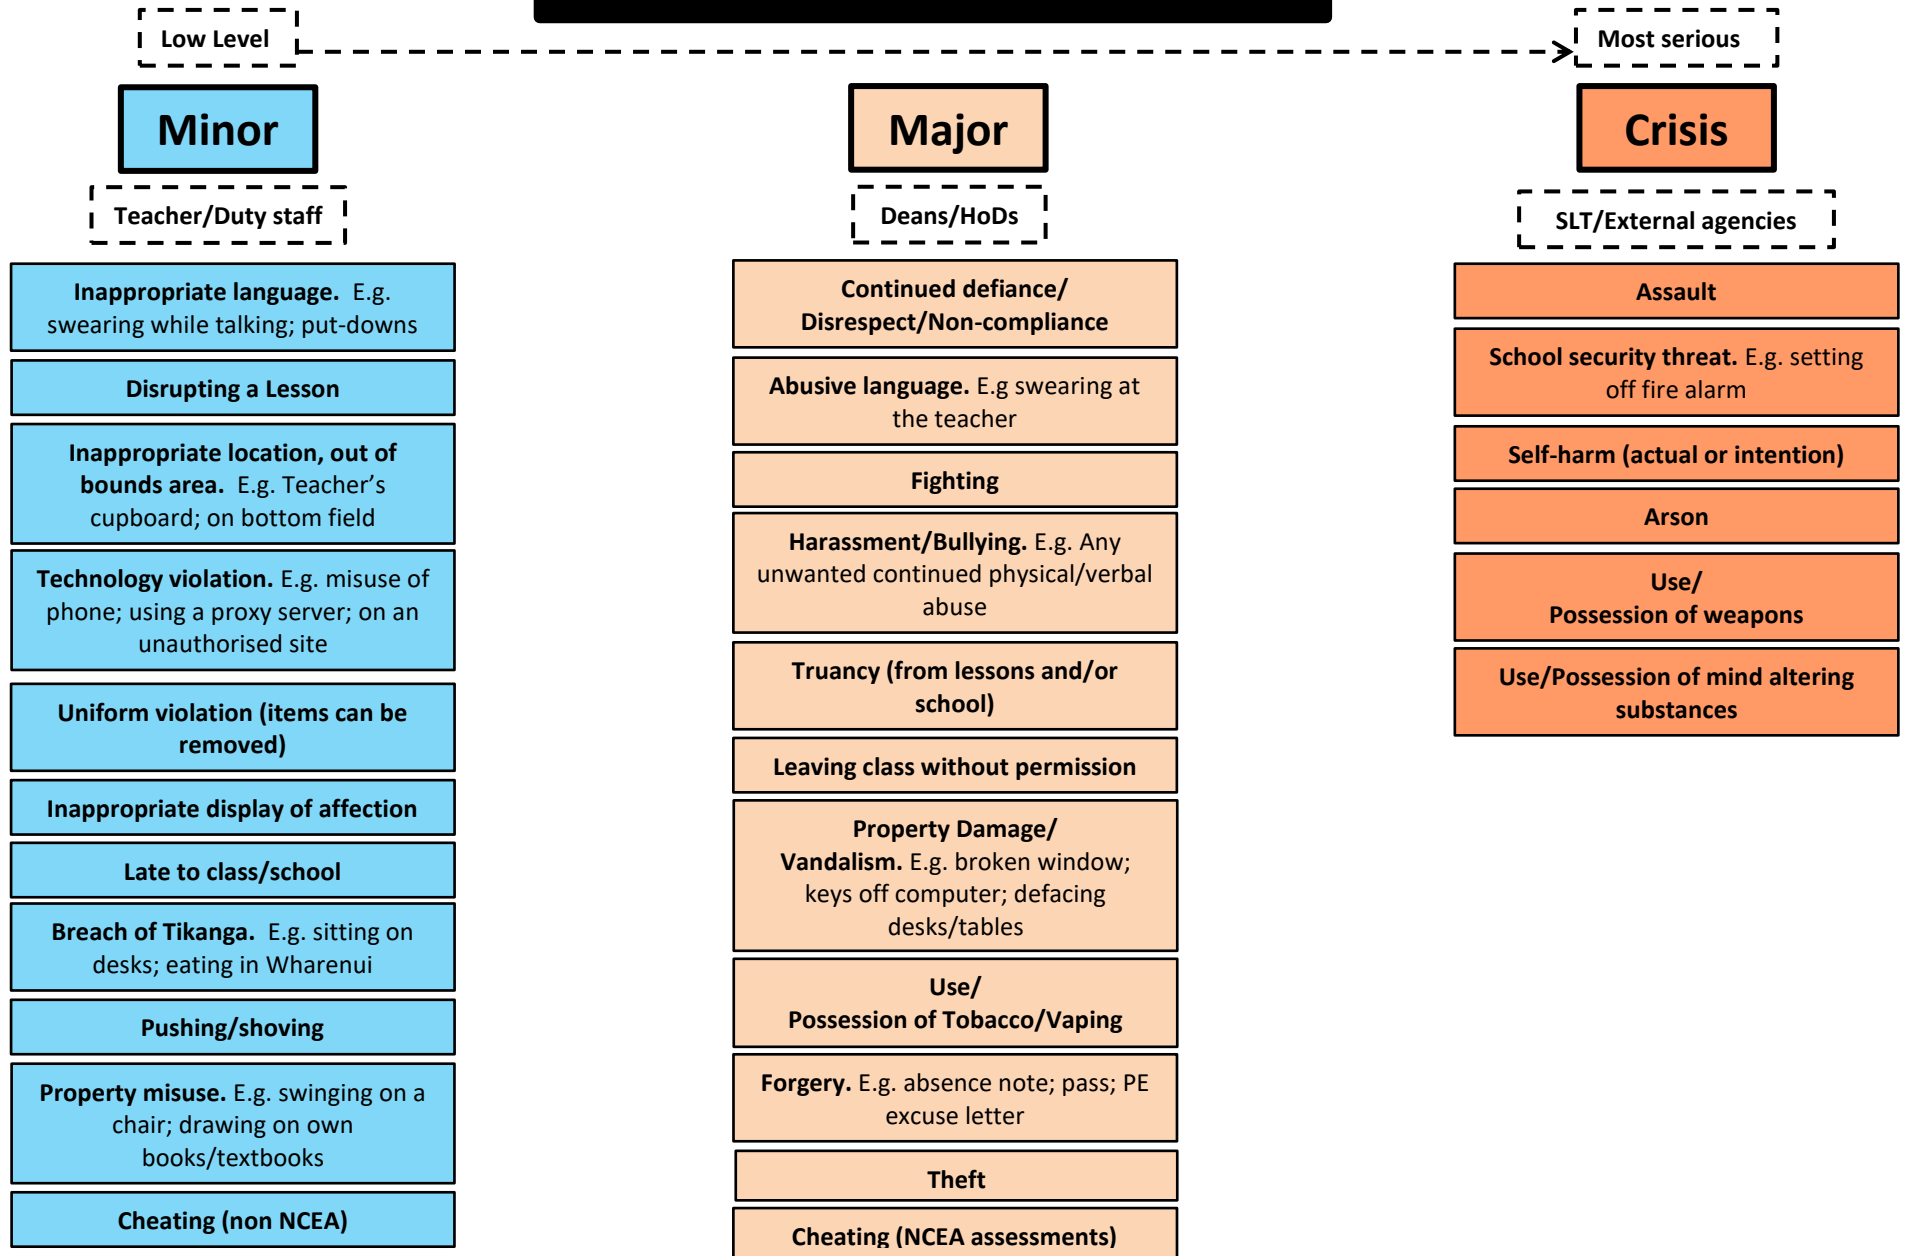 Low Level
Most serious
Minor
Teacher/Duty staff
Inappropriate language.  E.g.
swearing while talking; put-downs
Disrupting a Lesson
Inappropriate location, out of
bounds area.  E.g. Teacher’s
cupboard; on bottom field
Technology violation. E.g. misuse of
phone; using a proxy server; on an
unauthorised site
Uniform violation (items can be
removed)
Inappropriate display of affection
Late to class/school
Breach of Tikanga.  E.g. sitting on
desks; eating in Wharenui
Pushing/shoving
Property misuse. E.g. swinging on a
chair; drawing on own
books/textbooks
Cheating (non NCEA)
Major
Deans/HoDs
Continued defiance/
Disrespect/Non-compliance
Abusive language. E.g swearing at
the teacher
Fighting
Harassment/Bullying. E.g. Any
unwanted continued physical/verbal
abuse
Truancy (from lessons and/or
school)
Leaving class without permission
Property Damage/
Vandalism. E.g. broken window;
keys off computer; defacing
desks/tables
Use/
Possession of Tobacco/Vaping
Forgery. E.g. absence note; pass; PE
excuse letter
Theft
Cheating (NCEA assessments)
Crisis
SLT/External agencies
Assault
School security threat. E.g. setting
off fire alarm
Self-harm (actual or intention)
Arson
Use/
Possession of weapons
Use/Possession of mind altering
substances